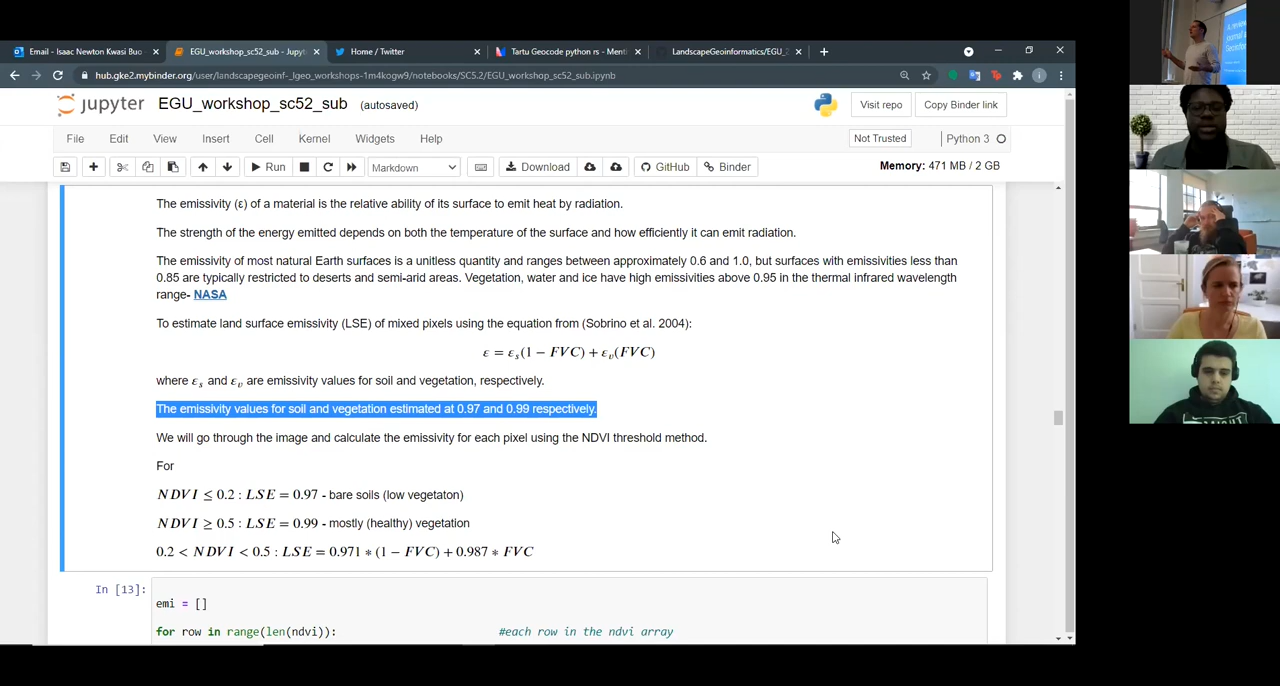 Email - Isaac Newton Kwasi Buo -
EGU_workshop_sc52_sub - Jupyt
Home / Twitter
Tartu Geocode python rs - Menti
LandscapeGeoinformatics/EGU_2
hub.gke2.mybinder.org/user/landscapegeoinf-_lgeo_workshops-1m4kogw9/notebooks/SC5.2/EGU_workshop_sc52_sub.ipynb
jupyter EGU_workshop_sc52_sub (autosaved)
Visit repo
Copy Binder link
File Edit View Insert Cell Kernel Widgets Help
Not Trusted
Python 3
Run
Markdown
Download
GitHub
Binder
Memory: 471 MB / 2 GB
The emissivity (ε) of a material is the relative ability of its surface to emit heat by radiation.
The strength of the energy emitted depends on both the temperature of the surface and how efficiently it can emit radiation.
The emissivity of most natural Earth surfaces is a unitless quantity and ranges between approximately 0.6 and 1.0, but surfaces with emissivities less than
0.85 are typically restricted to deserts and semi-arid areas. Vegetation, water and ice have high emissivities above 0.95 in the thermal infrared wavelength
range- NASA
To estimate land surface emissivity (LSE) of mixed pixels using the equation from (Sobrino et al. 2004):
ε = εs(1 − FVC) + εv(FVC)
where εs and εv are emissivity values for soil and vegetation, respectively.
The emissivity values for soil and vegetation estimated at 0.97 and 0.99 respectively.
We will go through the image and calculate the emissivity for each pixel using the NDVI threshold method.
For
NDVI ≤ 0.2 : LSE = 0.97 - bare soils (low vegetaton)
NDVI ≥ 0.5 : LSE = 0.99 - mostly (healthy) vegetation
0.2 < NDVI < 0.5 : LSE = 0.971 ∗ (1 − FVC) + 0.987 ∗ FVC
In [13]:
emi = []
for row in range(len(ndvi)): #each row in the ndvi array